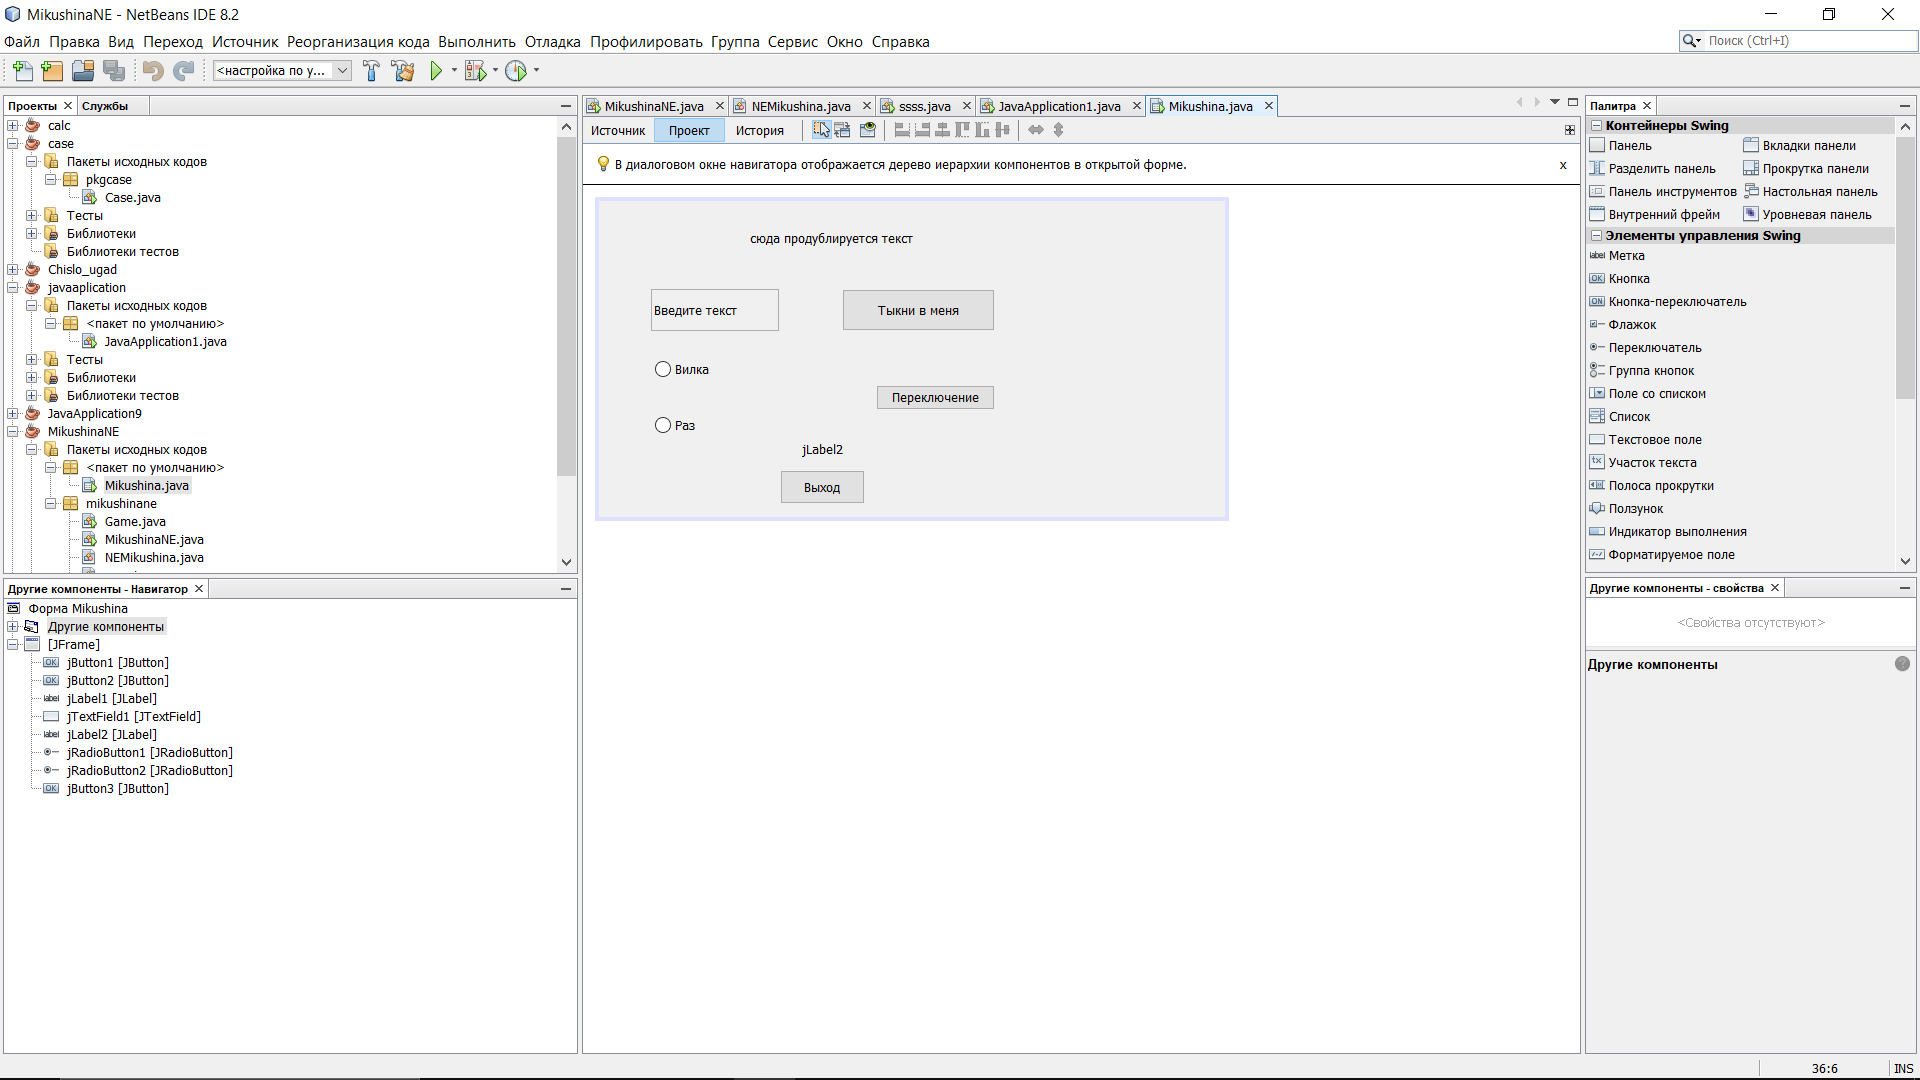 MikushinaNE - NetBeans IDE 8.2
Файл Правка Вид Переход Источник Реорганизация кода Выполнить Отладка Профилировать Группа Сервис Окно Справка
Поиск (Ctrl+I)
<настройка по у...
Проекты
Службы
calc
case
Пакеты исходных кодов
pkgcase
Case.java
Тесты
Библиотеки
Библиотеки тестов
Chislo_ugad
javaaplication
Пакеты исходных кодов
<пакет по умолчанию>
JavaApplication1.java
Тесты
Библиотеки
Библиотеки тестов
JavaApplication9
MikushinaNE
Пакеты исходных кодов
<пакет по умолчанию>
Mikushina.java
mikushinane
Game.java
MikushinaNE.java
NEMikushina.java
Другие компоненты - Навигатор
Форма Mikushina
Другие компоненты
[JFrame]
jButton1 [JButton]
jButton2 [JButton]
jLabel1 [JLabel]
jTextField1 [JTextField]
jLabel2 [JLabel]
jRadioButton1 [JRadioButton]
jRadioButton2 [JRadioButton]
jButton3 [JButton]
MikushinaNE.java NEMikushina.java ssss.java JavaApplication1.java Mikushina.java
Источник Проект История
В диалоговом окне навигатора отображается дерево иерархии компонентов в открытой форме.
x
сюда продублируется текст
Введите текст
Тыкни в меня
Вилка
Переключение
Раз
jLabel2
Выход
Палитра
Контейнеры Swing
Панель Вкладки панели
Разделить панель Прокрутка панели
Панель инструментов Настольная панель
Внутренний фрейм Уровневая панель
Элементы управления Swing
label Метка
OK Кнопка
ON Кнопка-переключатель
Флажок
Переключатель
Группа кнопок
Поле со списком
Список
Текстовое поле
Участок текста
Полоса прокрутки
Ползунок
Индикатор выполнения
Форматируемое поле
Другие компоненты - свойства
<Свойства отсутствуют>
Другие компоненты
36:6
INS